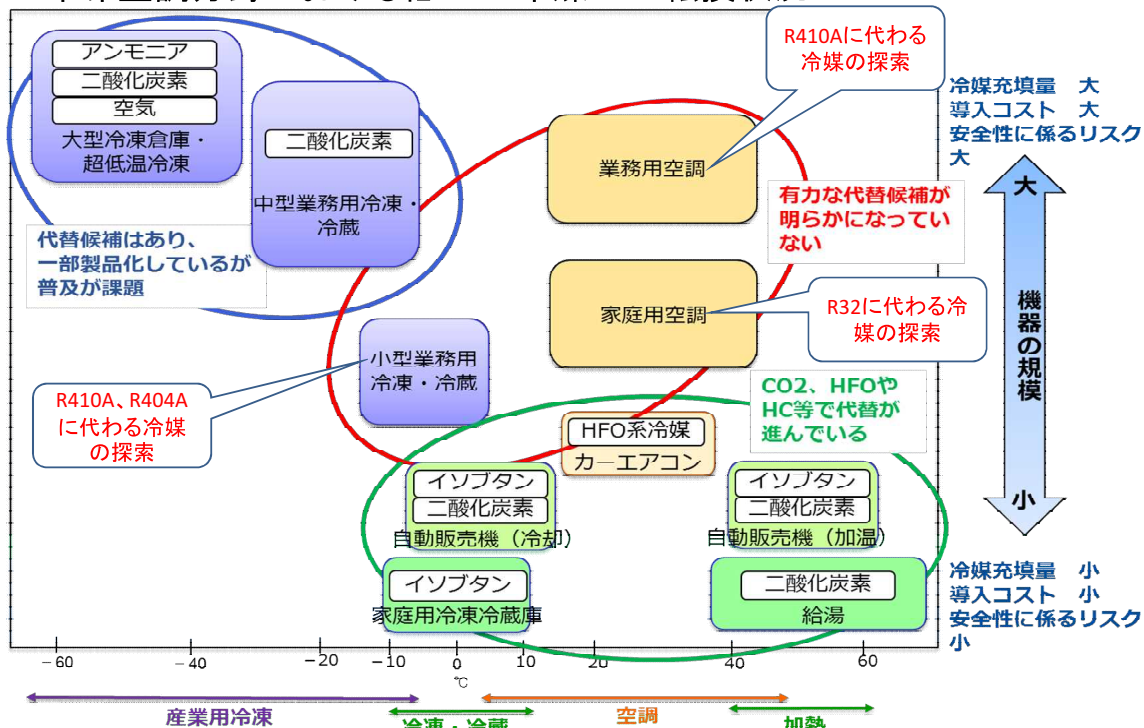 アンモニア
二酸化炭素
空気
大型冷凍倉庫・
超低温冷凍
二酸化炭素
中型業務用冷凍・
冷蔵
代替候補はあり、
一部製品化しているが
普及が課題
R410Aに代わる
冷媒の探索
業務用空調
有力な代替候補が
明らかになってい
ない
冷媒充填量 大
導入コスト 大
安全性に係るリスク
大
大
機器の規模
小
家庭用空調
R32に代わる冷
媒の探索
小型業務用
冷凍・冷蔵
R410A、R404A
に代わる冷媒
の探索
CO2、HFOや
HC等で代替が
進んでいる
HFO系冷媒
カーエアコン
イソブタン
二酸化炭素
自動販売機（冷却）
イソブタン
二酸化炭素
自動販売機（加温）
イソブタン
家庭用冷凍冷蔵庫
二酸化炭素
給湯
冷媒充填量 小
導入コスト 小
安全性に係るリスク
小
－60 －40 －20 －10 0 10 20 40 60
℃
産業用冷凍
冷凍・冷蔵
空調
加熱